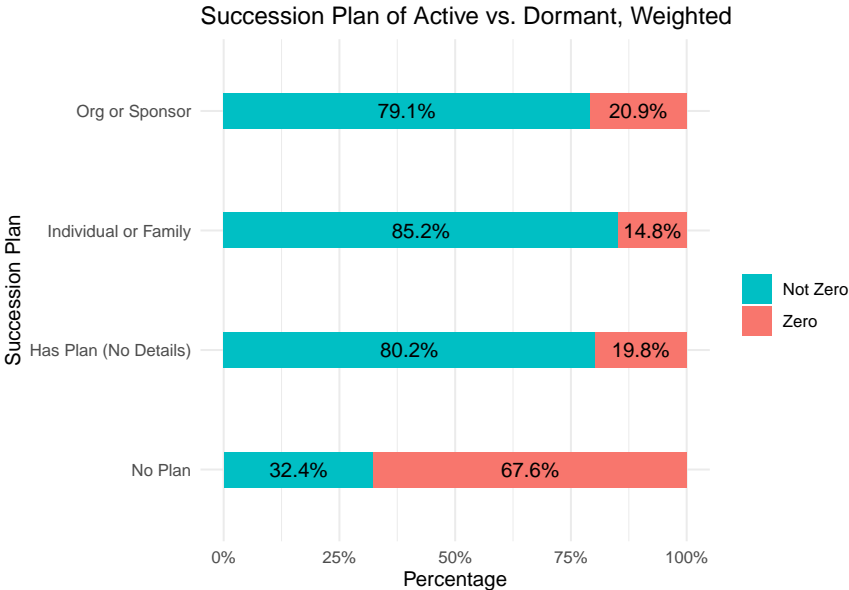 Succession Plan of Active vs. Dormant, Weighted
Succession Plan
Org or Sponsor
79.1%
20.9%
Individual or Family
85.2%
14.8%
Has Plan (No Details)
80.2%
19.8%
No Plan
32.4%
67.6%
0%
25%
50%
75%
100%
Percentage
Not Zero
Zero